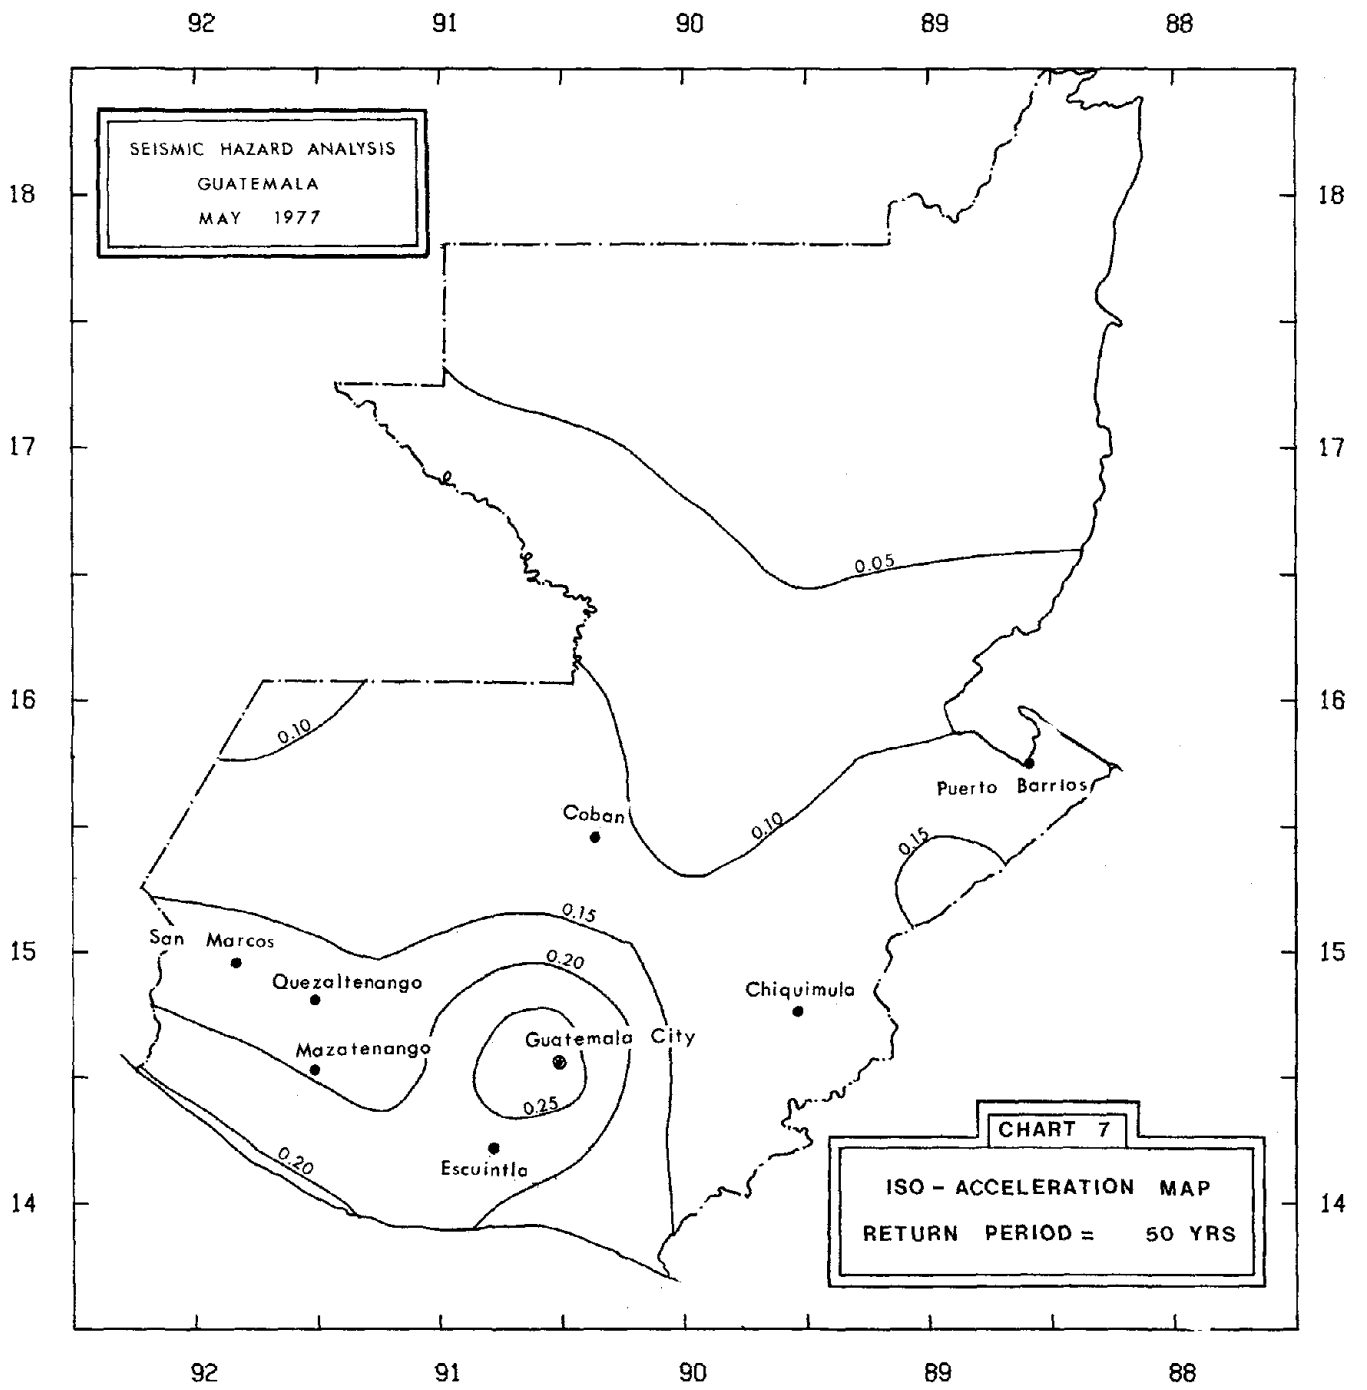 92 91 90 89 88
SEISMIC HAZARD ANALYSIS
GUATEMALA
MAY 1977
18 18
17 17
0.05
16 16
0.10
Puerto Barrios
Coban
0.10
0.15
0.15
San Marcos
15 15
0.20
Quezaltenango
Chiquimula
Guatemala City
Mazatenango
0.25
CHART 7
0.20
Escuintla
ISO - ACCELERATION MAP
14 14
RETURN PERIOD = 50 YRS
92 91 90 89 88